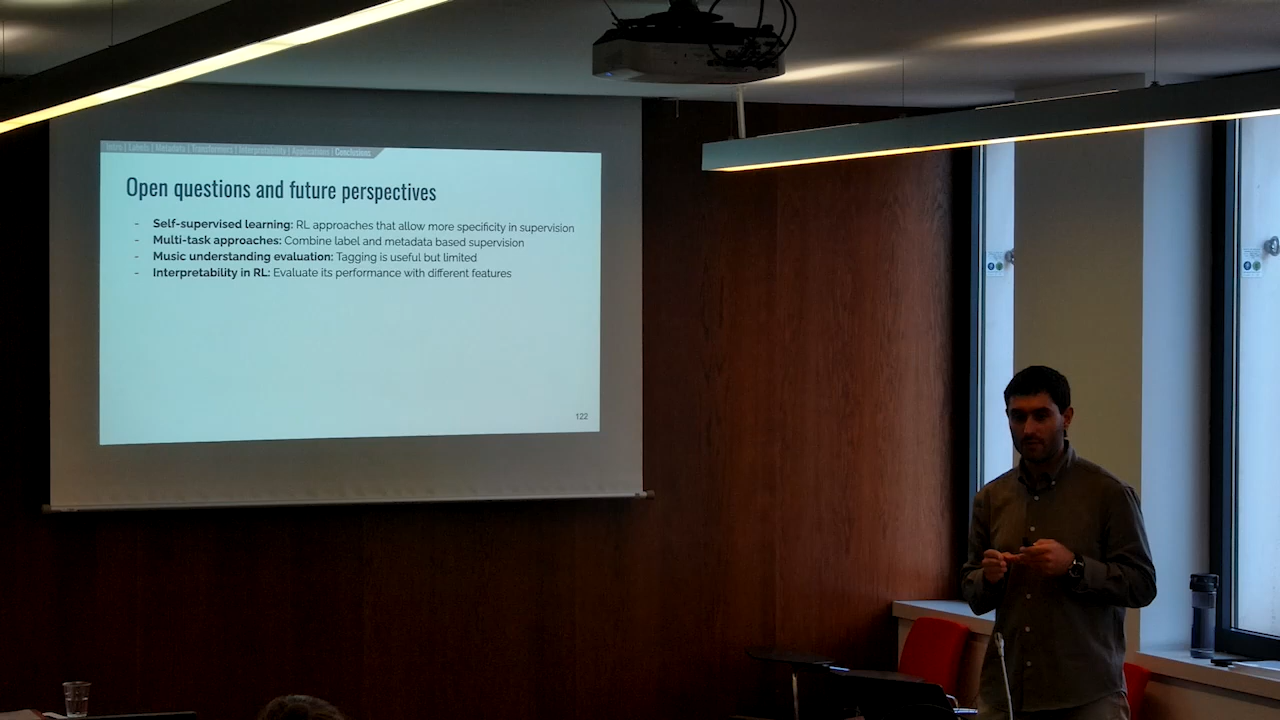 Intro | Labels | Metadata | Transformers | Interpretability | Applications | Conclusions
Open questions and future perspectives
- Self-supervised learning: RL approaches that allow more specificity in supervision
- Multi-task approaches: Combine label and metadata based supervision
- Music understanding evaluation: Tagging is useful but limited
- Interpretability in RL: Evaluate its performance with different features
122